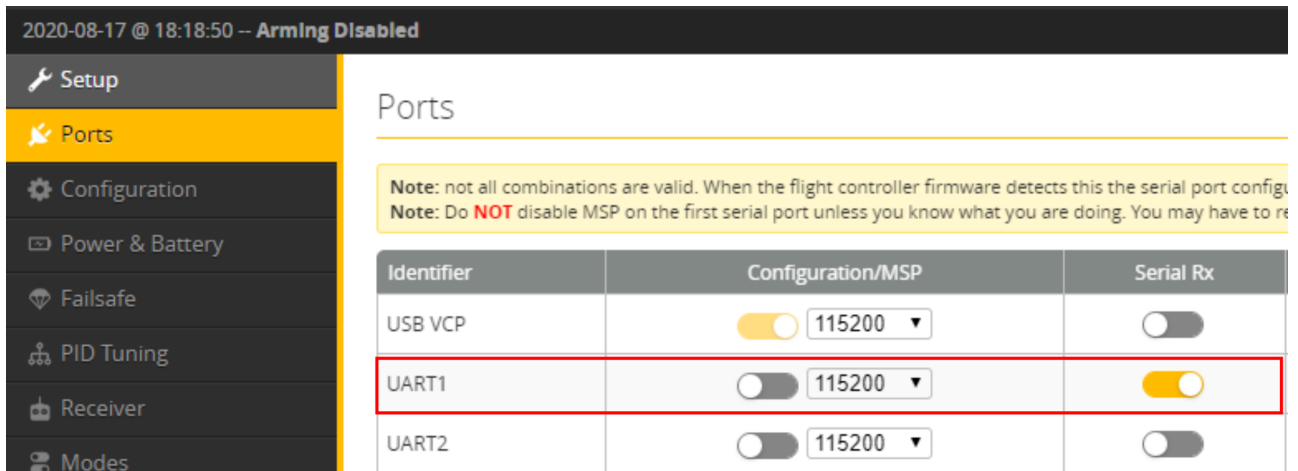 2020-08-17 @ 18:18:50 -- Arming Disabled
Setup
Ports
Configuration
Power & Battery
Failsafe
PID Tuning
Receiver
Modes
Ports
Note: not all combinations are valid. When the flight controller firmware detects this the serial port
Note: Do NOT disable MSP on the first serial port unless you know what you are doing. You may have to
Identifier Configuration/MSP Serial Rx
USB VCP 115200
UART1 115200
UART2 115200